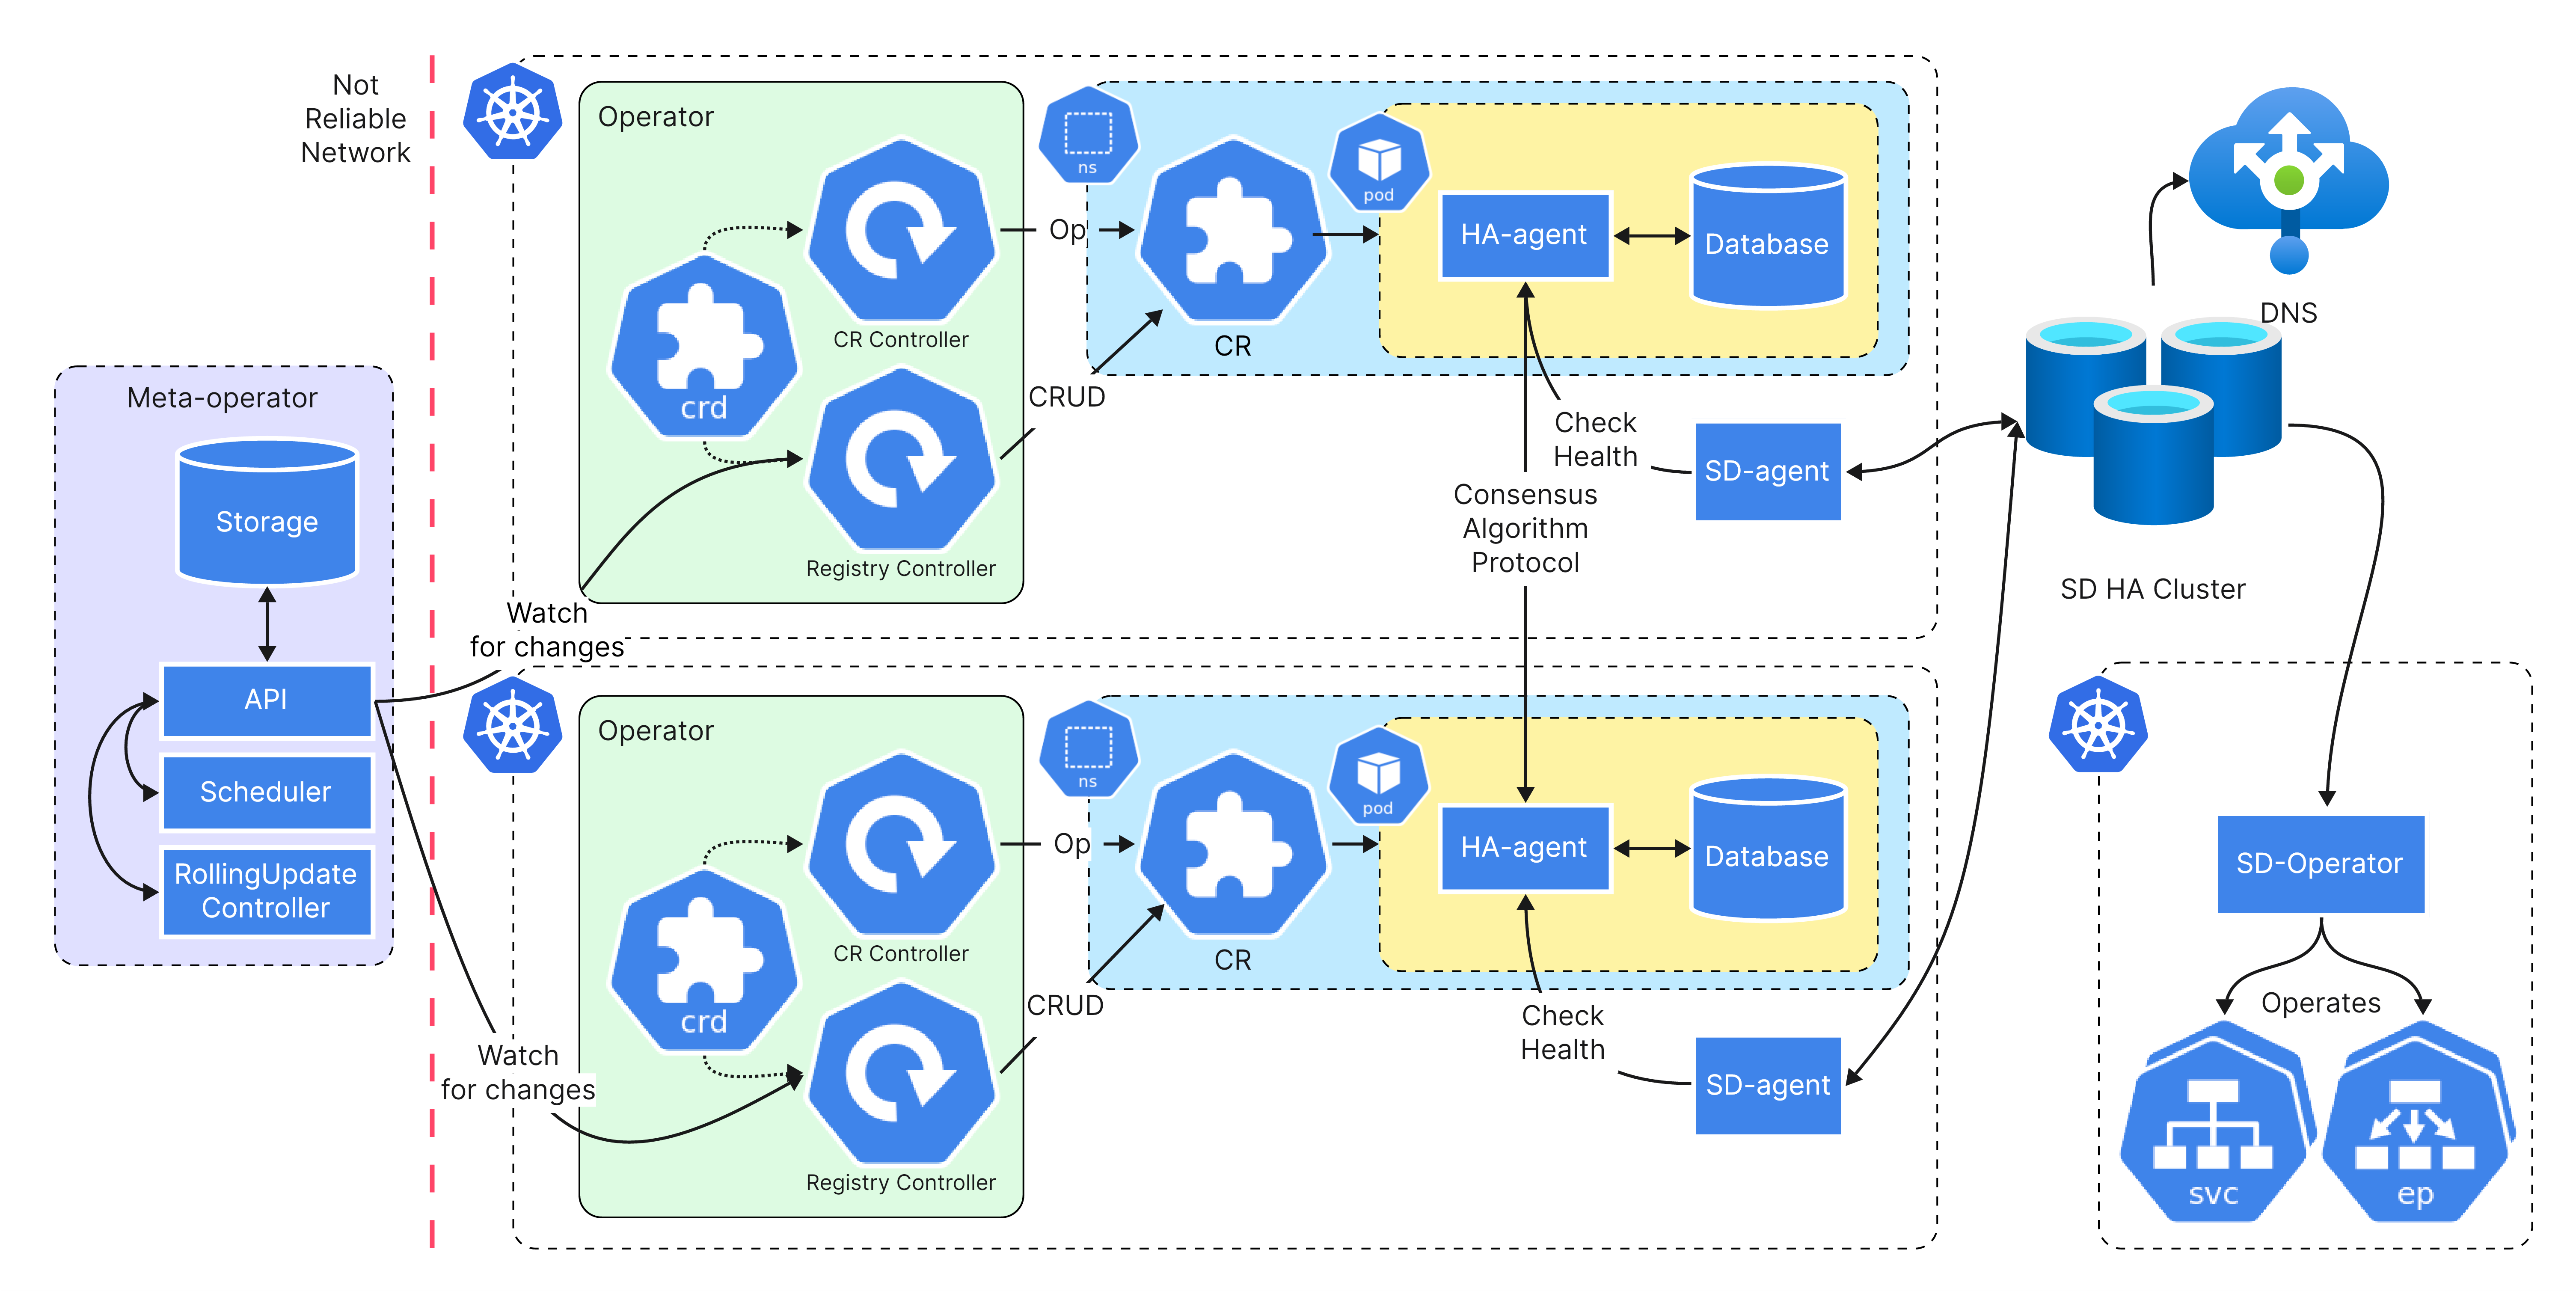 Not
Reliable
Network
Meta-operator
Storage
API
Scheduler
RollingUpdate
Controller
Watch
for changes
Watch
for changes
Operator
crd
CR Controller
Registry Controller
Op
CRUD
ns
CR
pod
HA-agent
Database
Check
Health
SD-agent
Consensus
Algorithm
Protocol
Operator
crd
CR Controller
Registry Controller
Op
CRUD
ns
CR
pod
HA-agent
Database
Check
Health
SD-agent
DNS
SD HA Cluster
SD-Operator
Operates
svc
ep